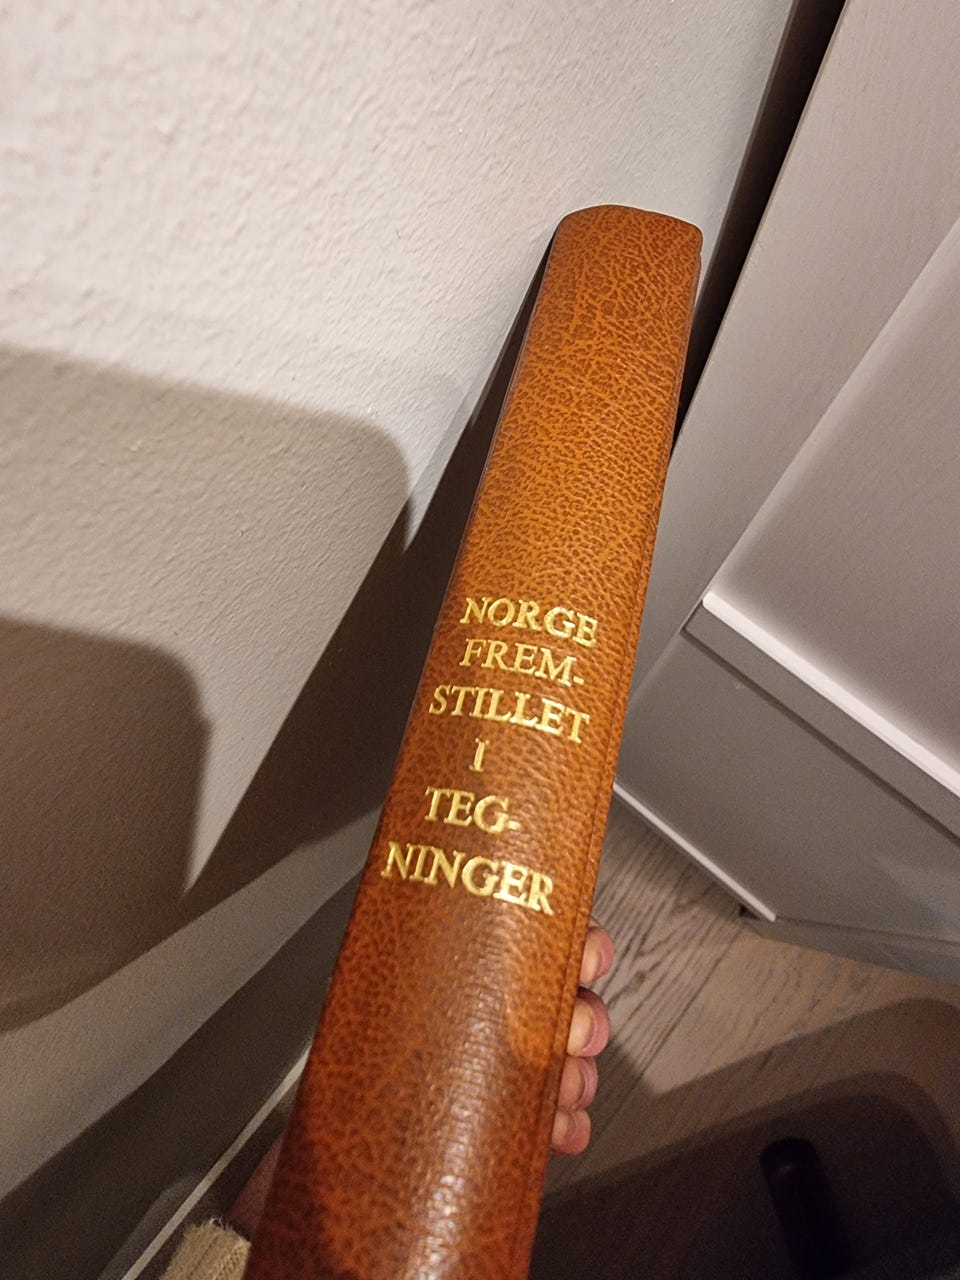 NORGE
FREM-
STILLET
I
TEG-
NINGER